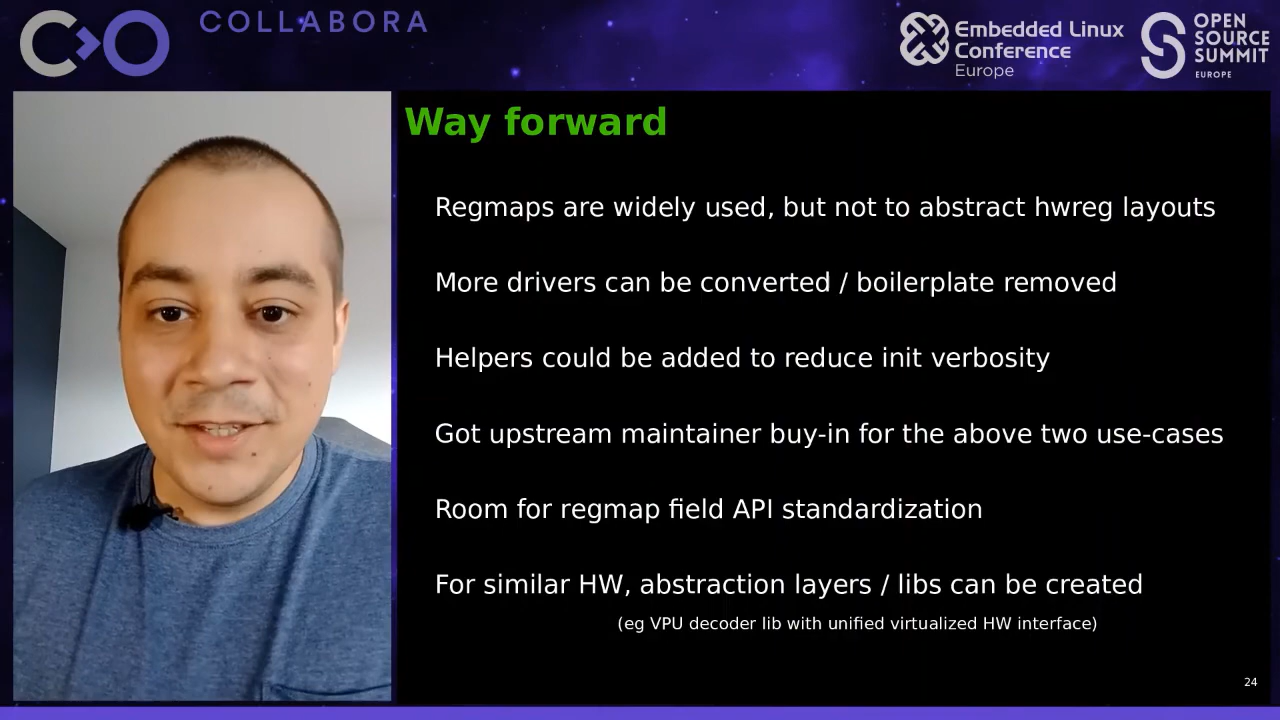 COLLABORA
Embedded Linux
Conference
Europe
OPEN
SOURCE
SUMMIT
EUROPE
Way forward
Regmaps are widely used, but not to abstract hwreg layouts
More drivers can be converted / boilerplate removed
Helpers could be added to reduce init verbosity
Got upstream maintainer buy-in for the above two use-cases
Room for regmap field API standardization
For similar HW, abstraction layers / libs can be created
(eg VPU decoder lib with unified virtualized HW interface)
24